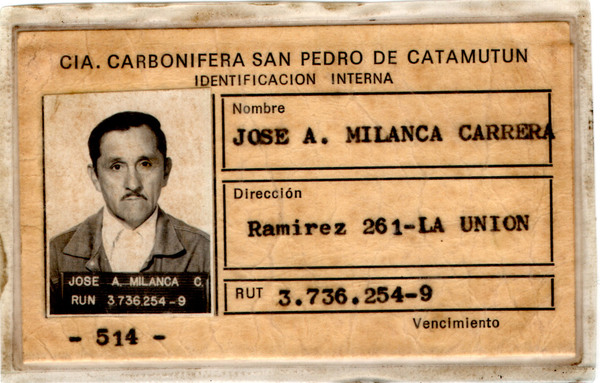 CIA. CARBONIFERA SAN PEDRO DE CATAMUTUN
IDENTIFICACION INTERNA
Nombre
JOSE A. MILANCA CARRERA
Dirección
Ramirez 261-LA UNION
JOSE A. MILANCA C.
RUN 3.736.254-9
RUT 3.736.254-9
- 514 -
Vencimiento